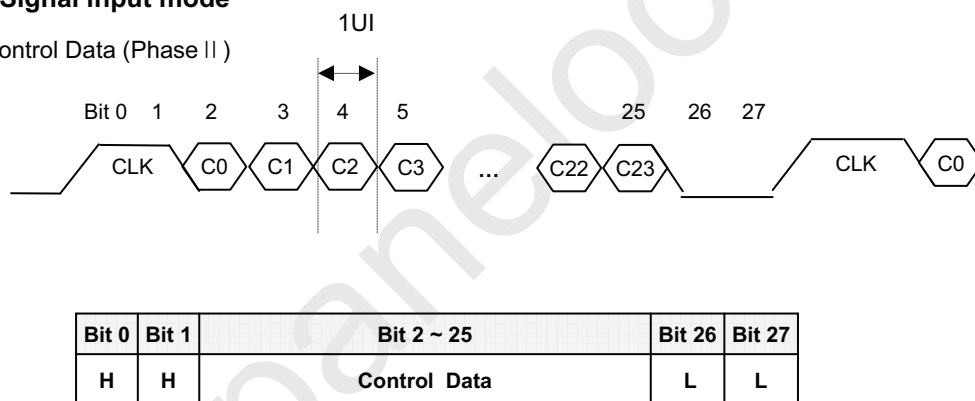 Signal input mode
1UI
ontrol Data (Phase II)
Bit 0 1 2 3 4 5 25 26 27
CLK C0 C1 C2 C3 ... C22 C23 CLK C0
Bit 0 Bit 1 Bit 2 ~ 25 Bit 26 Bit 27
H H Control Data L L